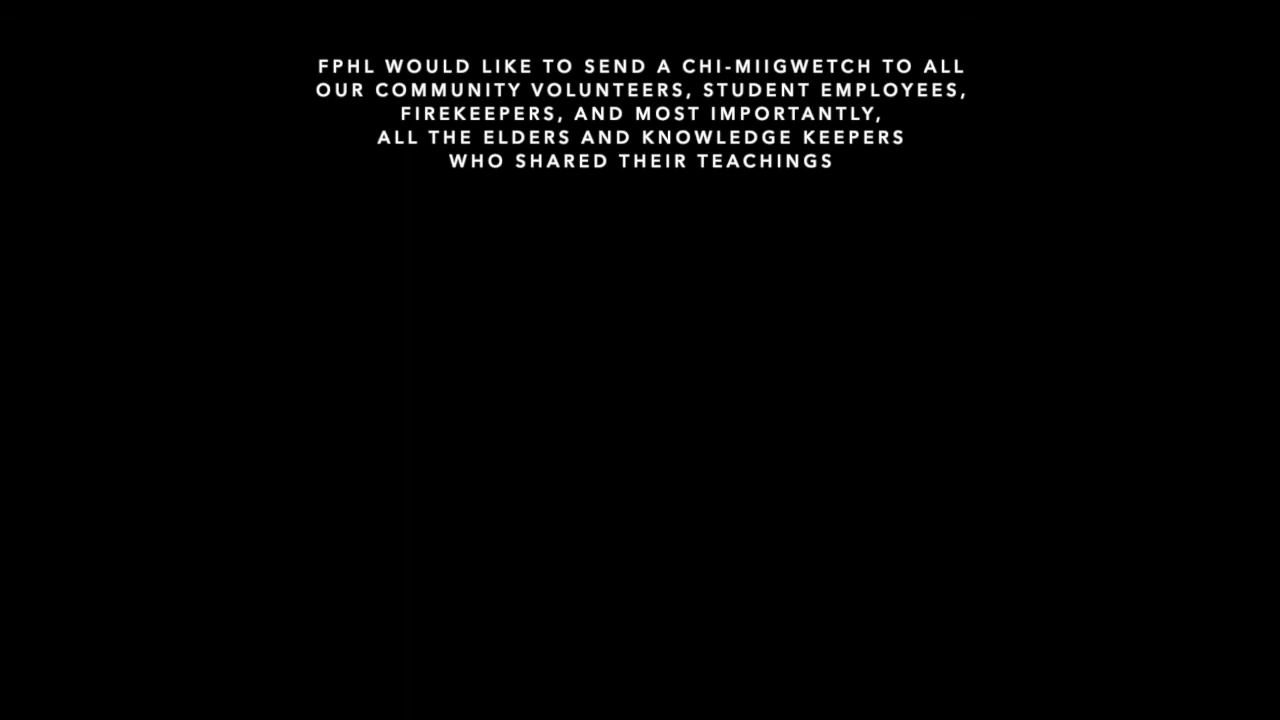 FPHL WOULD LIKE TO SEND A CHI-MIIGWETCH TO ALL
OUR COMMUNITY VOLUNTEERS, STUDENT EMPLOYEES,
FIREKEEPERS, AND MOST IMPORTANTLY,
ALL THE ELDERS AND KNOWLEDGE KEEPERS
WHO SHARED THEIR TEACHINGS